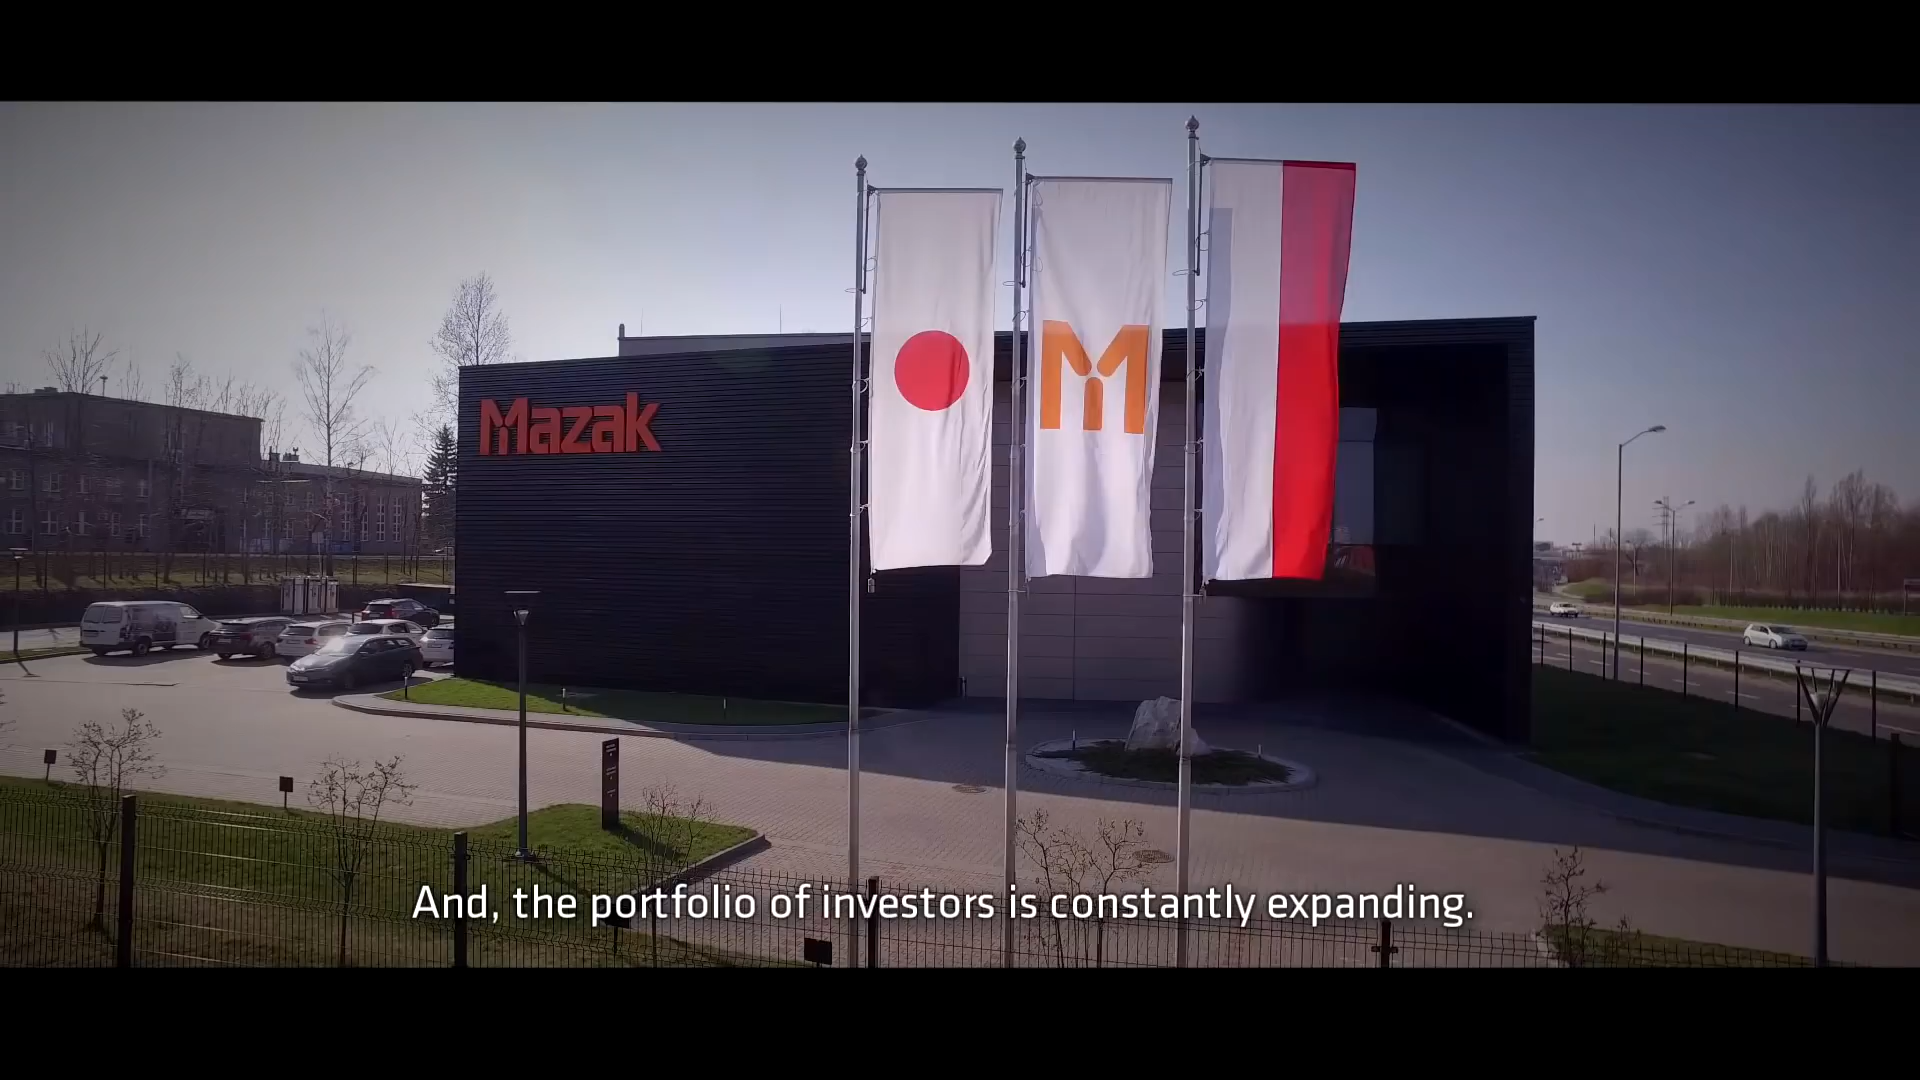 Mazak
M
And, the portfolio of investors is constantly expanding.